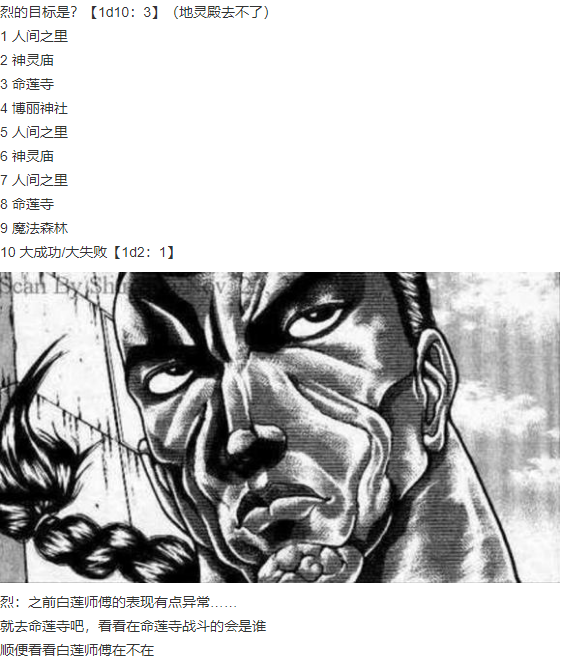 烈的目标是？【1d10：3】（地灵殿去不了）
1 人间之里
2 神灵庙
3 命莲寺
4 博丽神社
5 人间之里
6 神灵庙
7 人间之里
8 命莲寺
9 魔法森林
10 大成功/大失败【1d2：1】
Scan By
烈：之前白莲师傅的表现有点异常……
就去命莲寺吧，看看在命莲寺战斗的会是谁
顺便看看白莲师傅在不在